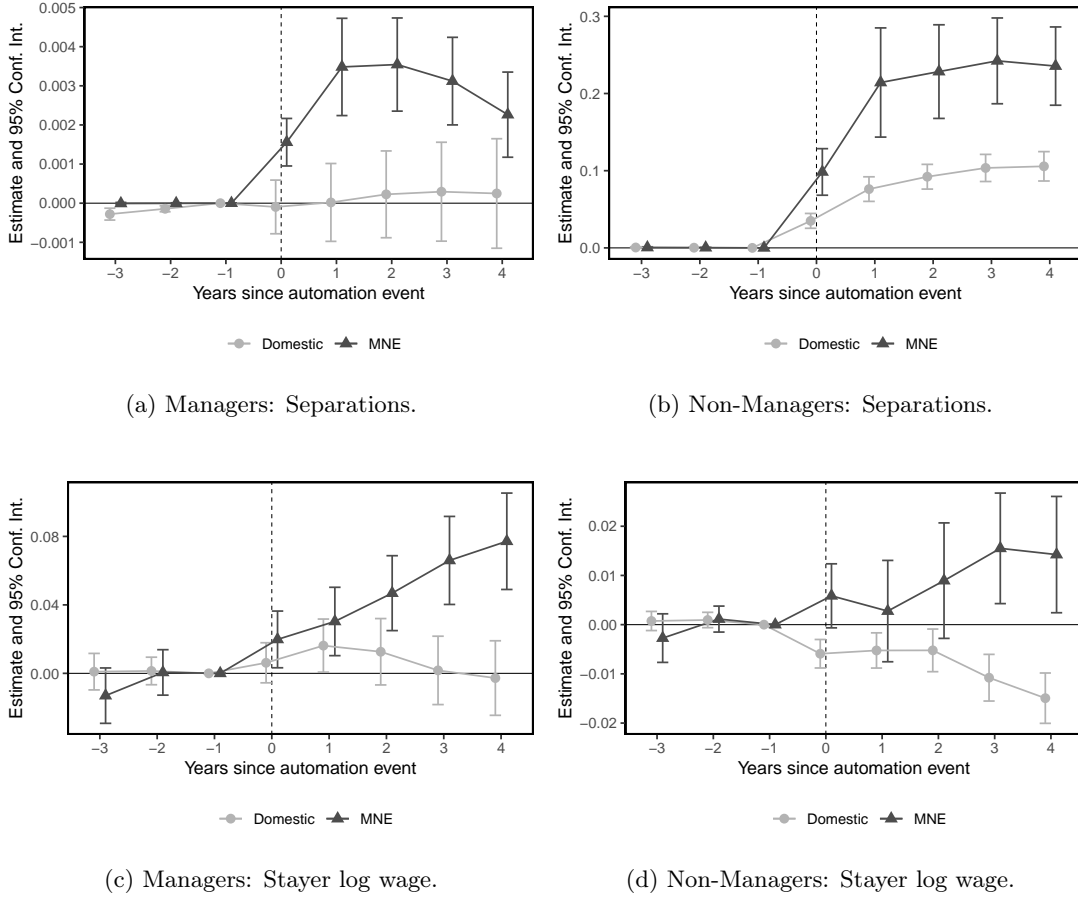 0.005
0.004
0.003
0.002
0.001
0.000
−0.001
Estimate and 95% Conf. Int.
−3 −2 −1 0 1 2 3 4
Years since automation event
Domestic MNE
(a) Managers: Separations.
0.3
0.2
0.1
0.0
Estimate and 95% Conf. Int.
−3 −2 −1 0 1 2 3 4
Years since automation event
Domestic MNE
(b) Non-Managers: Separations.
0.08
0.04
0.00
Estimate and 95% Conf. Int.
−3 −2 −1 0 1 2 3 4
Years since automation event
Domestic MNE
(c) Managers: Stayer log wage.
0.02
0.01
0.00
−0.01
−0.02
Estimate and 95% Conf. Int.
−3 −2 −1 0 1 2 3 4
Years since automation event
Domestic MNE
(d) Non-Managers: Stayer log wage.